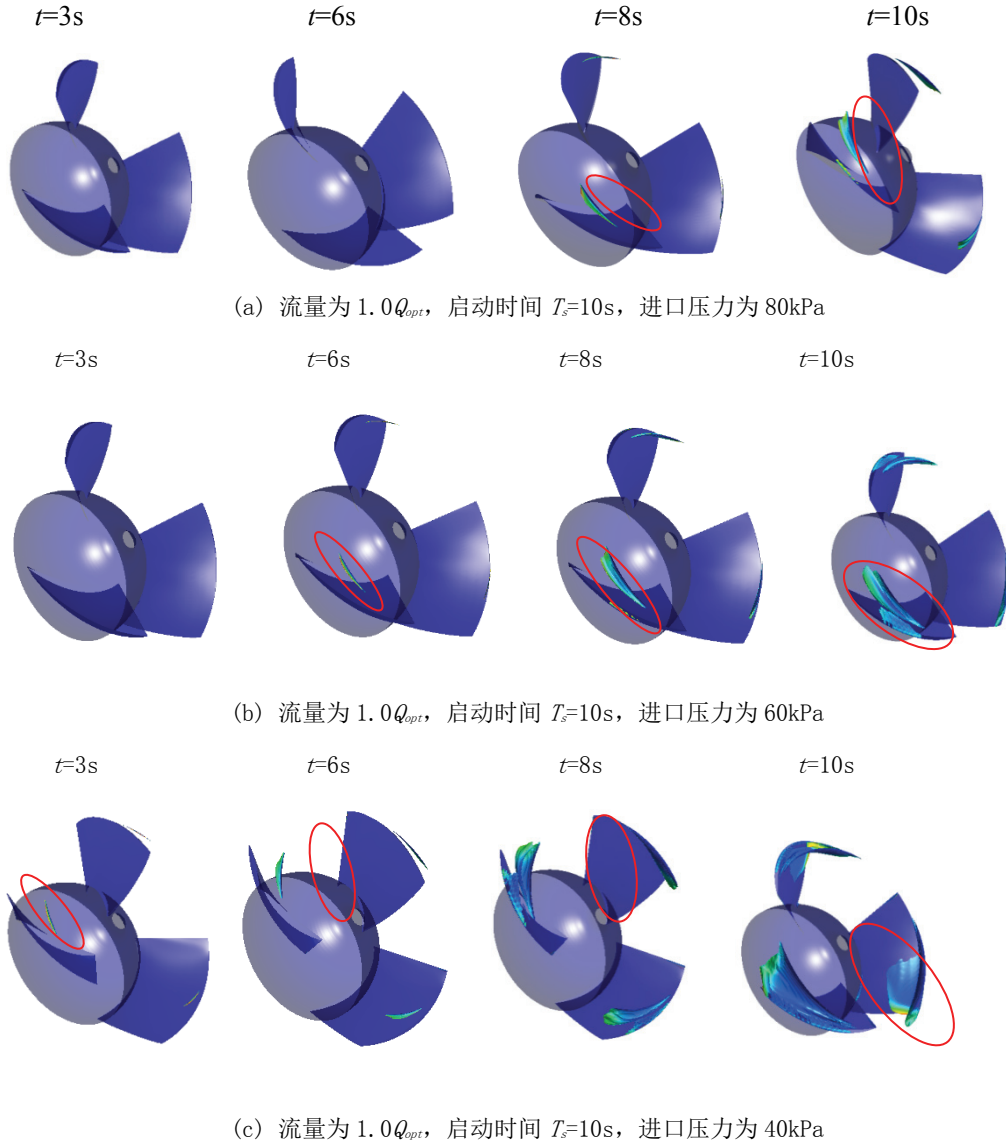 t=3s t=6s t=8s t=10s
(a) 流量为 1.0Qopt，启动时间 Ts=10s，进口压力为 80kPa
t=3s t=6s t=8s t=10s
(b) 流量为 1.0Qopt，启动时间 Ts=10s，进口压力为 60kPa
t=3s t=6s t=8s t=10s
(c) 流量为 1.0Qopt，启动时间 Ts=10s，进口压力为 40kPa